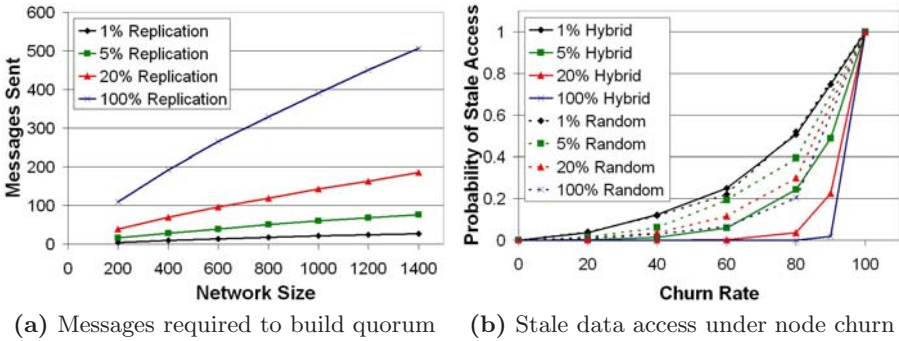 Messages Sent
600
500
400
300
200
100
0
1% Replication
5% Replication
20% Replication
100% Replication
0 200 400 600 800 1000 1200 1400
Network Size
(a) Messages required to build quorum
Probability of Stale Access
1
0.8
0.6
0.4
0.2
0
1% Hybrid
5% Hybrid
20% Hybrid
100% Hybrid
1% Random
5% Random
20% Random
100% Random
0 20 40 60 80 100
Churn Rate
(b) Stale data access under node churn